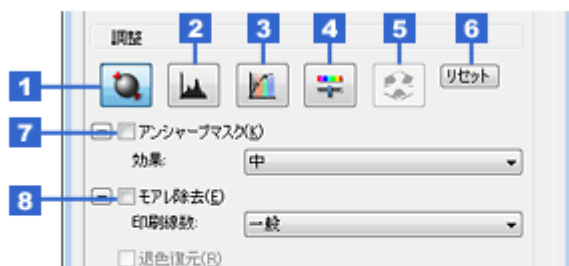 調整
2
3
4
5
6
1
リセット
7
アンシャープマスク(K)
効果:
中
8
モアレ除去(E)
印刷線数:
一般
退色復元(R)